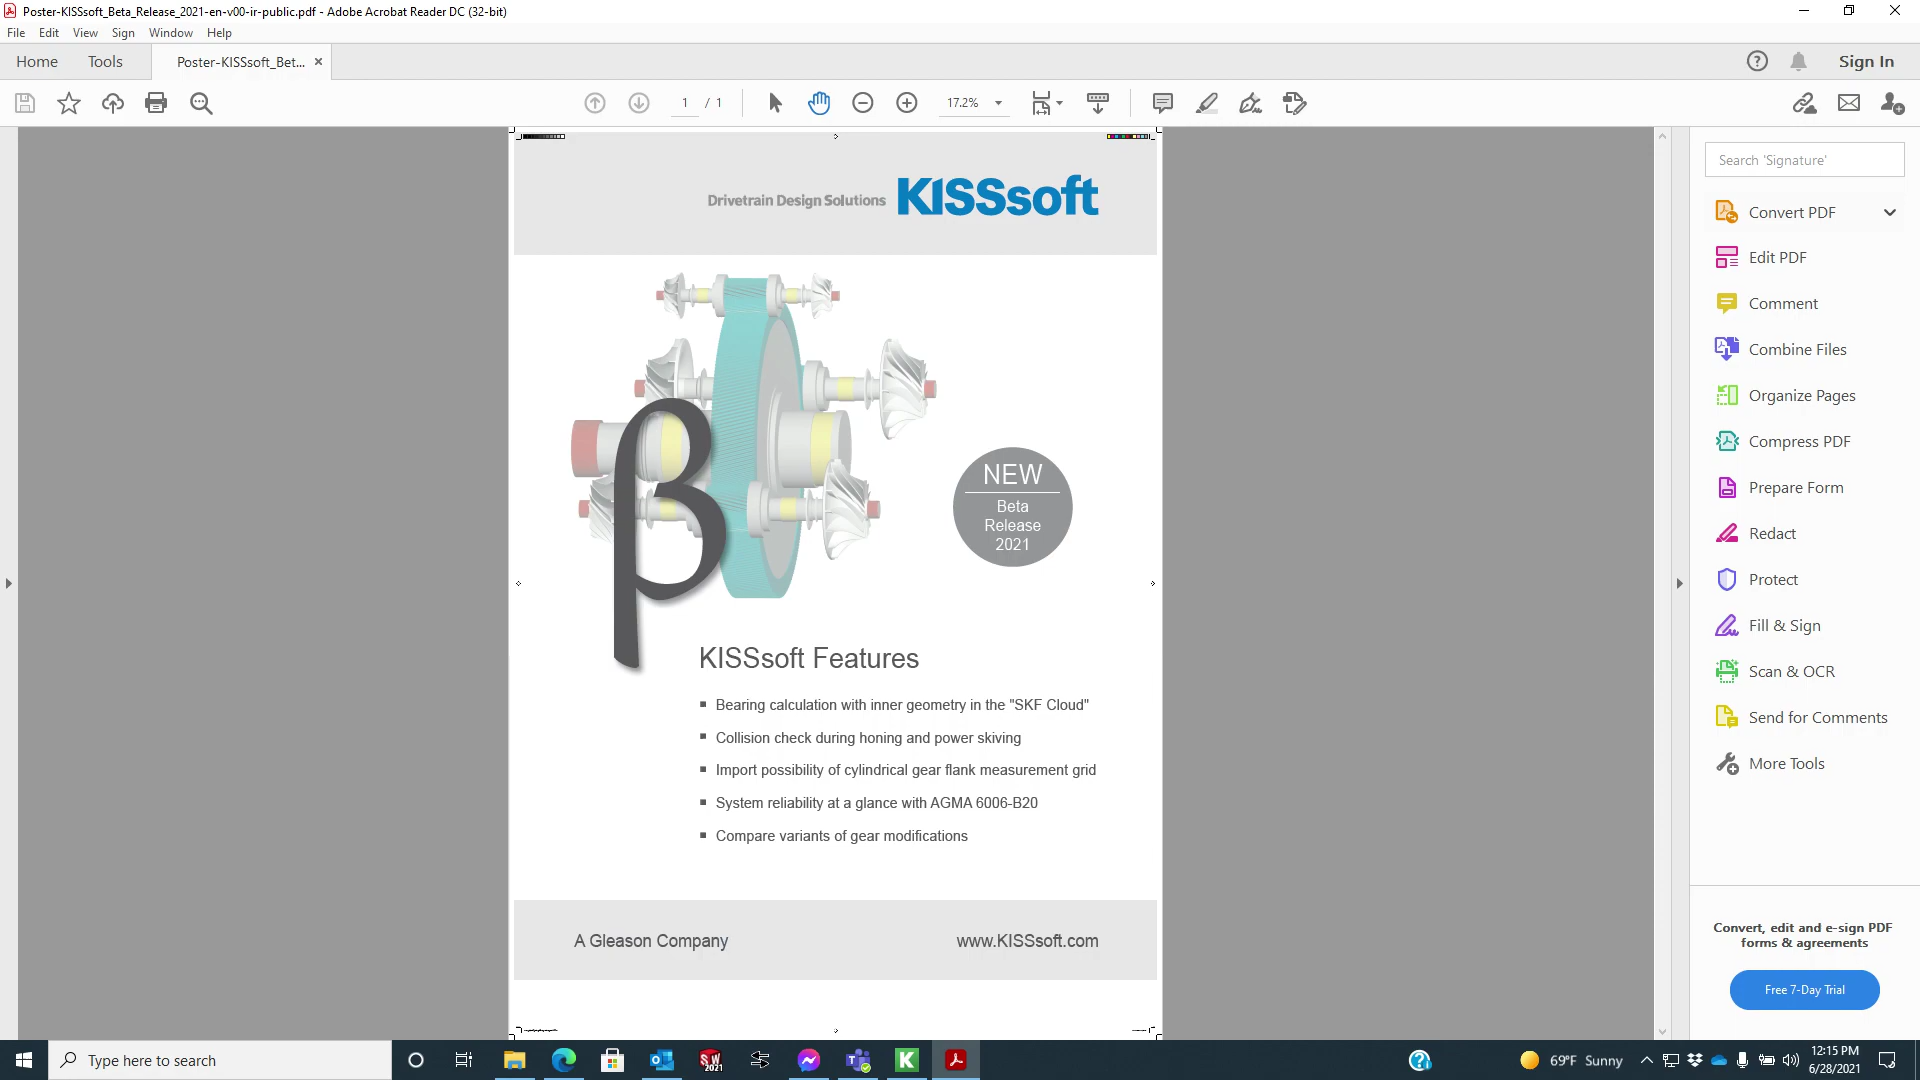 Poster-KISSsoft_Beta_Release_2021-en-v00-ir-public.pdf - Adobe Acrobat Reader DC (32-bit)
File Edit View Sign Window Help
Home Tools Poster-KISSsoft_Bet... Sign In
1 / 1 17.2%
Drivetrain Design Solutions KISSsoft
β
NEW
Beta
Release
2021
KISSsoft Features
Bearing calculation with inner geometry in the "SKF Cloud"
Collision check during honing and power skiving
Import possibility of cylindrical gear flank measurement grid
System reliability at a glance with AGMA 6006-B20
Compare variants of gear modifications
A Gleason Company www.KISSsoft.com
Search 'Signature'
Convert PDF
Edit PDF
Comment
Combine Files
Organize Pages
Compress PDF
Prepare Form
Redact
Protect
Fill & Sign
Scan & OCR
Send for Comments
More Tools
Convert, edit and e-sign PDF
forms & agreements
Free 7-Day Trial
Type here to search
SW
2021
K
69°F Sunny
12:15 PM
6/28/2021